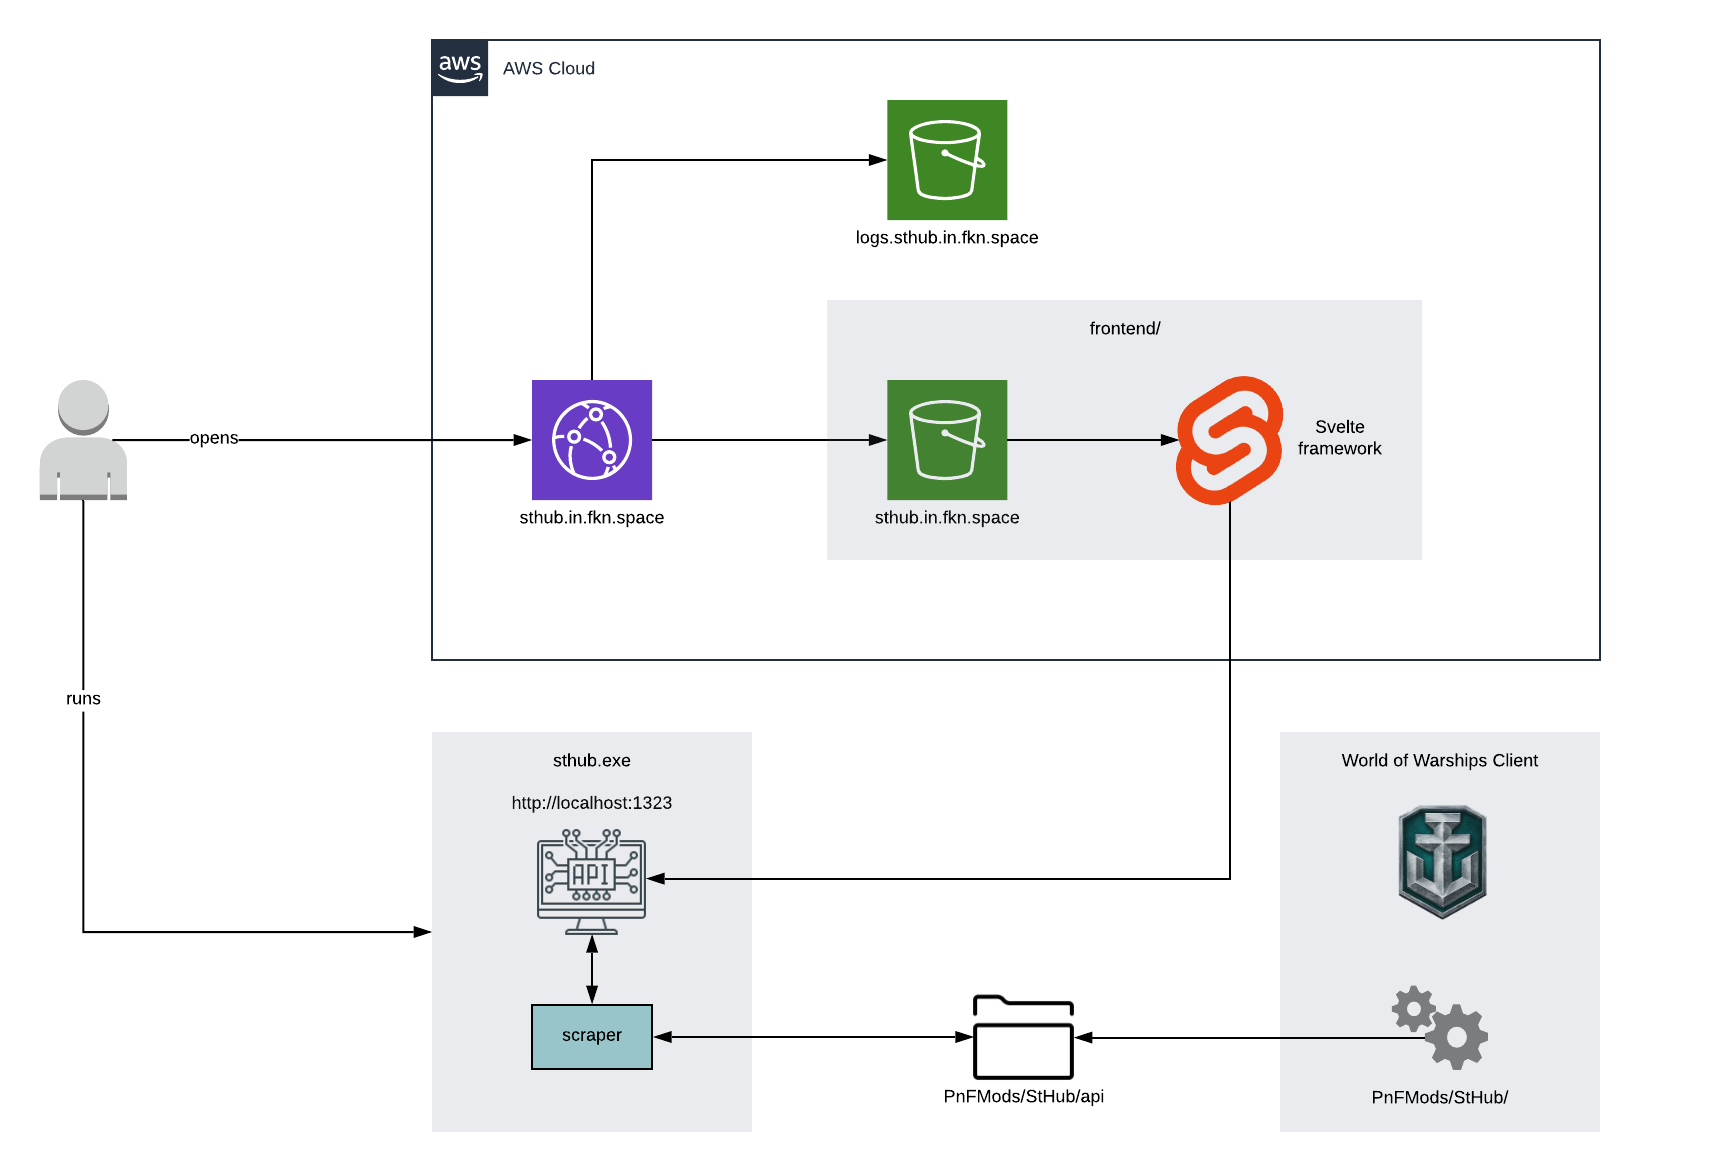 aws
AWS Cloud
logs.sthub.in.fkn.space
frontend/
opens
Svelte
framework
sthub.in.fkn.space
sthub.in.fkn.space
runs
sthub.exe
World of Warships Client
http://localhost:1323
API
scraper
PnFMods/StHub/api
PnFMods/StHub/